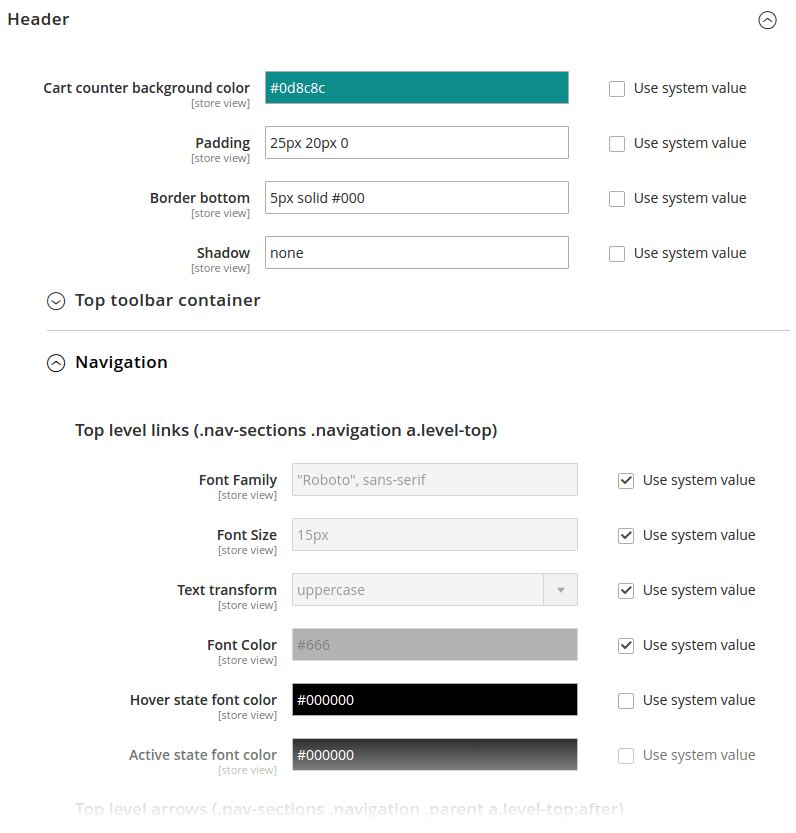 Header
Cart counter background color #0d8c8c Use system value
[store view]
Padding 25px 20px 0 Use system value
[store view]
Border bottom 5px solid #000 Use system value
[store view]
Shadow none Use system value
[store view]
Top toolbar container
Navigation
Top level links (.nav-sections .navigation a.level-top)
Font Family "Roboto", sans-serif Use system value
[store view]
Font Size 15px Use system value
[store view]
Text transform uppercase Use system value
[store view]
Font Color #666 Use system value
[store view]
Hover state font color #000000 Use system value
[store view]
Active state font color #000000 Use system value
[store view]
Top level arrows (.nav-sections .navigation .parent a.level-top:after)